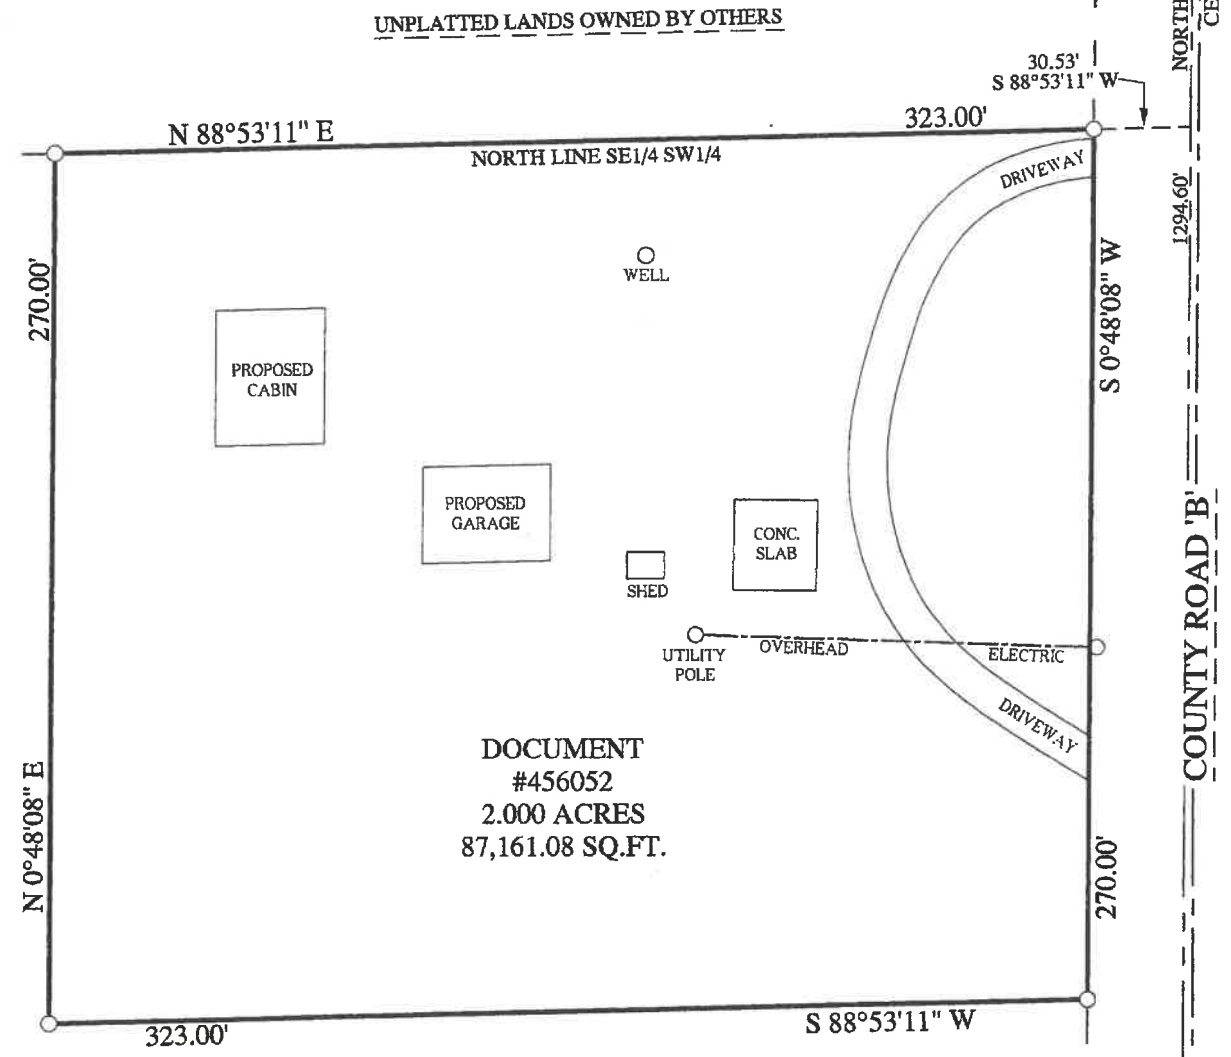 UNPLATTED LANDS OWNED BY OTHERS
NORTH
30.53'
S 88°53'11" W
N 88°53'11" E
323.00'
NORTH LINE SE1/4 SW1/4
DRIVEWAY
1294.60'
WELL
270.00'
S 0°48'08" W
PROPOSED
CABIN
PROPOSED
GARAGE
CONC.
SLAB
SHED
UTILITY
POLE
OVERHEAD
ELECTRIC
DRIVEWAY
COUNTY ROAD 'B'
DOCUMENT
#456052
2.000 ACRES
87,161.08 SQ.FT.
N 0°48'08" E
270.00'
323.00'
S 88°53'11" W